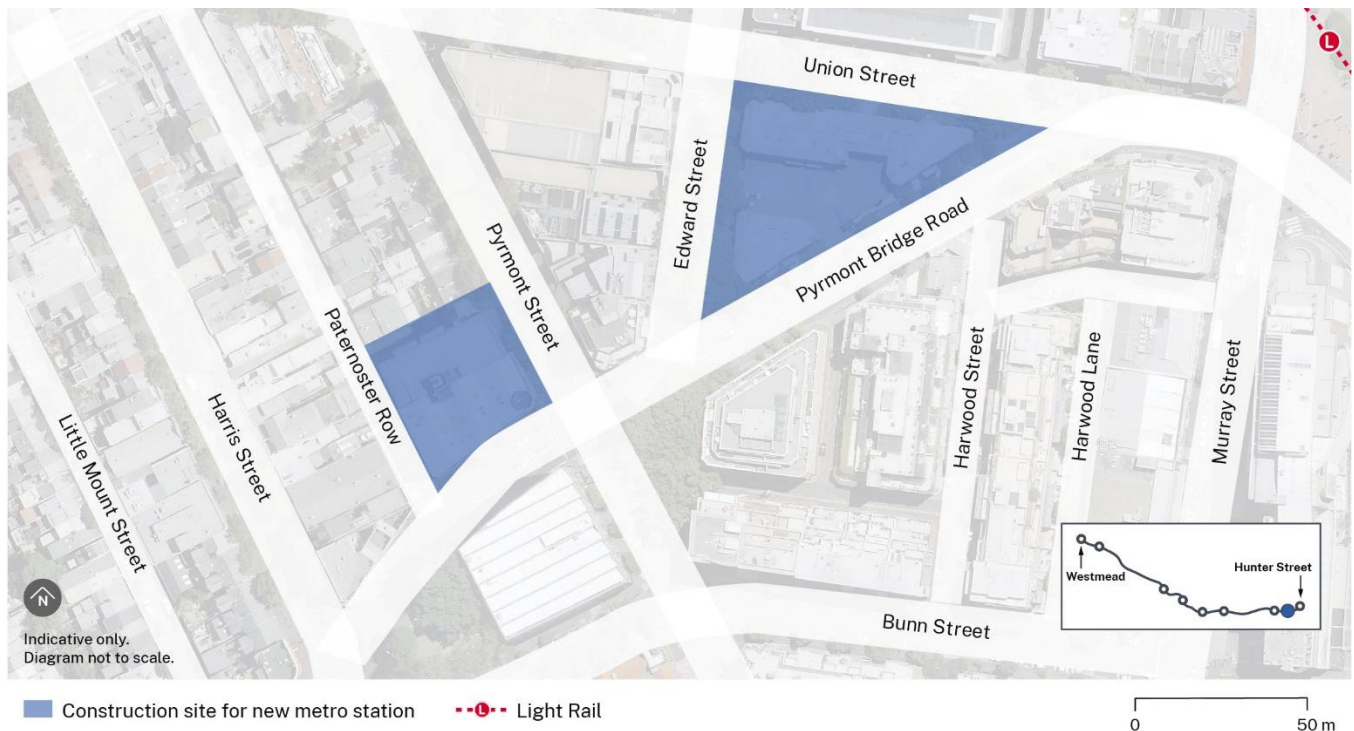 L
Union Street
Edward Street
Pyrmont Bridge Road
Pyrmont Street
Paternoster Row
Harris Street
Little Mount Street
Harwood Street
Harwood Lane
Murray Street
Bunn Street
Westmead
Hunter Street
N
Indicative only.
Diagram not to scale.
Construction site for new metro station
L
Light Rail
0
50 m